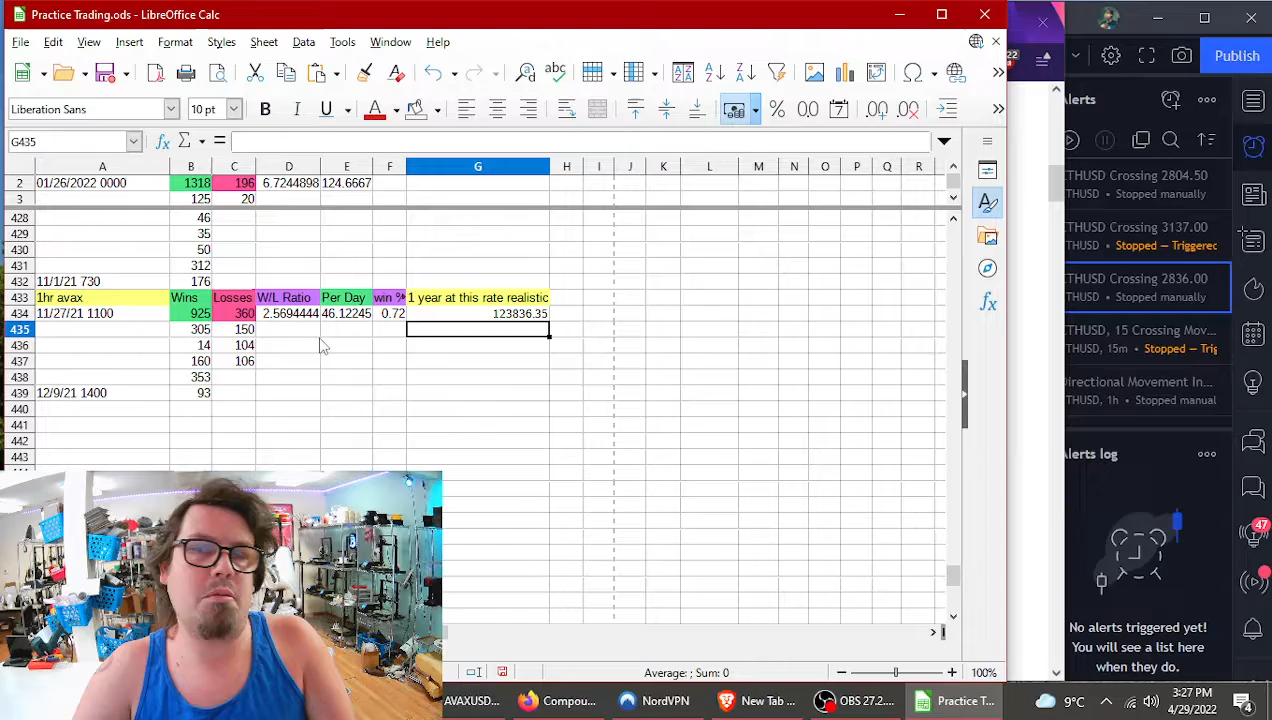 Practice Trading.ods - LibreOffice Calc
File Edit View Insert Format Styles Sheet Data Tools Window Help
Publish
Liberation Sans 10 pt
G435
A B C D E F G H I J K L M N O P Q R
2 01/26/2022 0000 1318 196 6.7244898 124.6667
3 125 20
428 46
429 35
430 50
431 312
432 11/1/21 730 176
433 1hr avax Wins Losses W/L Ratio Per Day win % 1 year at this rate realistic
434 11/27/21 1100 925 360 2.5694444 46.12245 0.72 123836.35
435 305 150
436 14 104
437 160 106
438 353
439 12/9/21 1400 93
440
441
442
443
Average: ; Sum: 0 100%
Alerts
ETHUSD Crossing 2804.50
ETHUSD • Stopped manually
ETHUSD Crossing 3137.00
THUSD • Stopped — Triggered
ETHUSD Crossing 2836.00
THUSD • Stopped manually
ETHUSD, 15 Crossing Mov...
THUSD, 15m • Stopped — Trig
Directional Movement In...
THUSD, 1h • Stopped manual
Alerts log
47
No alerts triggered yet!
You will see a list here
when they do.
AVAXUSD... Compou... NordVPN New Tab ... OBS 27.2... Practice T... 9°C 3:27 PM
4/29/2022 4